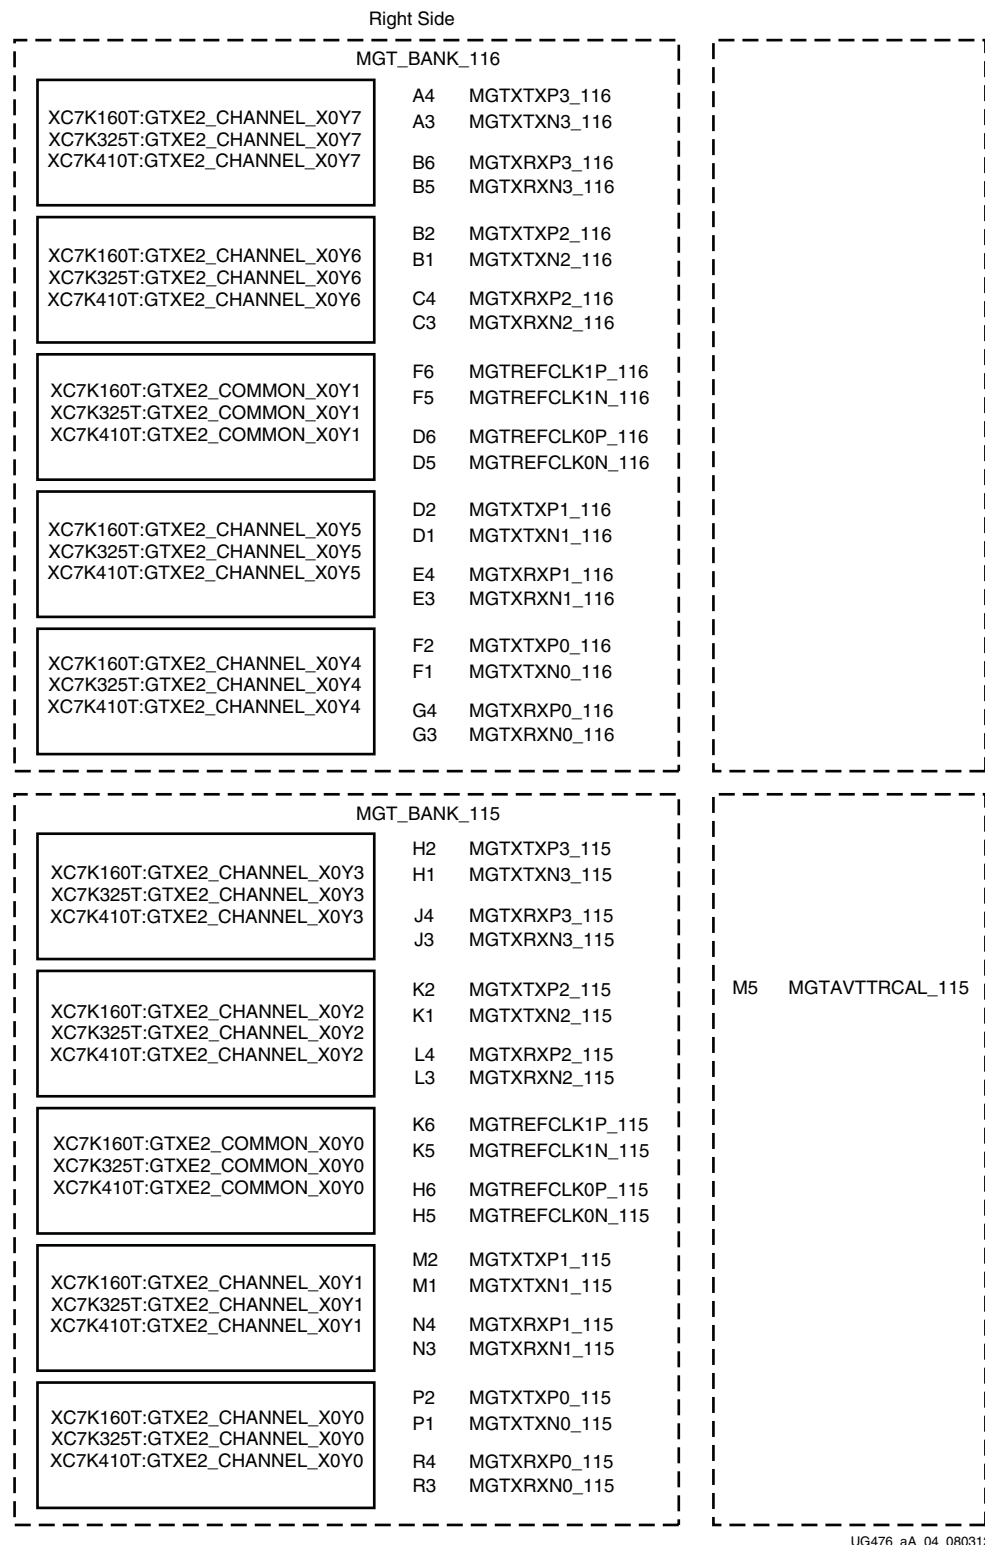 Right Side
MGT_BANK_116
XC7K160T:GTXE2_CHANNEL_X0Y7
XC7K325T:GTXE2_CHANNEL_X0Y7
XC7K410T:GTXE2_CHANNEL_X0Y7
A4 MGTXTXP3_116
A3 MGTXTXN3_116
B6 MGTXRXP3_116
B5 MGTXRXN3_116
XC7K160T:GTXE2_CHANNEL_X0Y6
XC7K325T:GTXE2_CHANNEL_X0Y6
XC7K410T:GTXE2_CHANNEL_X0Y6
B2 MGTXTXP2_116
B1 MGTXTXN2_116
C4 MGTXRXP2_116
C3 MGTXRXN2_116
XC7K160T:GTXE2_COMMON_X0Y1
XC7K325T:GTXE2_COMMON_X0Y1
XC7K410T:GTXE2_COMMON_X0Y1
F6 MGTREFCLK1P_116
F5 MGTREFCLK1N_116
D6 MGTREFCLK0P_116
D5 MGTREFCLK0N_116
XC7K160T:GTXE2_CHANNEL_X0Y5
XC7K325T:GTXE2_CHANNEL_X0Y5
XC7K410T:GTXE2_CHANNEL_X0Y5
D2 MGTXTXP1_116
D1 MGTXTXN1_116
E4 MGTXRXP1_116
E3 MGTXRXN1_116
XC7K160T:GTXE2_CHANNEL_X0Y4
XC7K325T:GTXE2_CHANNEL_X0Y4
XC7K410T:GTXE2_CHANNEL_X0Y4
F2 MGTXTXP0_116
F1 MGTXTXN0_116
G4 MGTXRXP0_116
G3 MGTXRXN0_116
MGT_BANK_115
XC7K160T:GTXE2_CHANNEL_X0Y3
XC7K325T:GTXE2_CHANNEL_X0Y3
XC7K410T:GTXE2_CHANNEL_X0Y3
H2 MGTXTXP3_115
H1 MGTXTXN3_115
J4 MGTXRXP3_115
J3 MGTXRXN3_115
XC7K160T:GTXE2_CHANNEL_X0Y2
XC7K325T:GTXE2_CHANNEL_X0Y2
XC7K410T:GTXE2_CHANNEL_X0Y2
K2 MGTXTXP2_115
K1 MGTXTXN2_115
L4 MGTXRXP2_115
L3 MGTXRXN2_115
M5 MGTAVTTRCAL_115
XC7K160T:GTXE2_COMMON_X0Y0
XC7K325T:GTXE2_COMMON_X0Y0
XC7K410T:GTXE2_COMMON_X0Y0
K6 MGTREFCLK1P_115
K5 MGTREFCLK1N_115
H6 MGTREFCLK0P_115
H5 MGTREFCLK0N_115
XC7K160T:GTXE2_CHANNEL_X0Y1
XC7K325T:GTXE2_CHANNEL_X0Y1
XC7K410T:GTXE2_CHANNEL_X0Y1
M2 MGTXTXP1_115
M1 MGTXTXN1_115
N4 MGTXRXP1_115
N3 MGTXRXN1_115
XC7K160T:GTXE2_CHANNEL_X0Y0
XC7K325T:GTXE2_CHANNEL_X0Y0
XC7K410T:GTXE2_CHANNEL_X0Y0
P2 MGTXTXP0_115
P1 MGTXTXN0_115
R4 MGTXRXP0_115
R3 MGTXRXN0_115
UG476_aA_04_080312